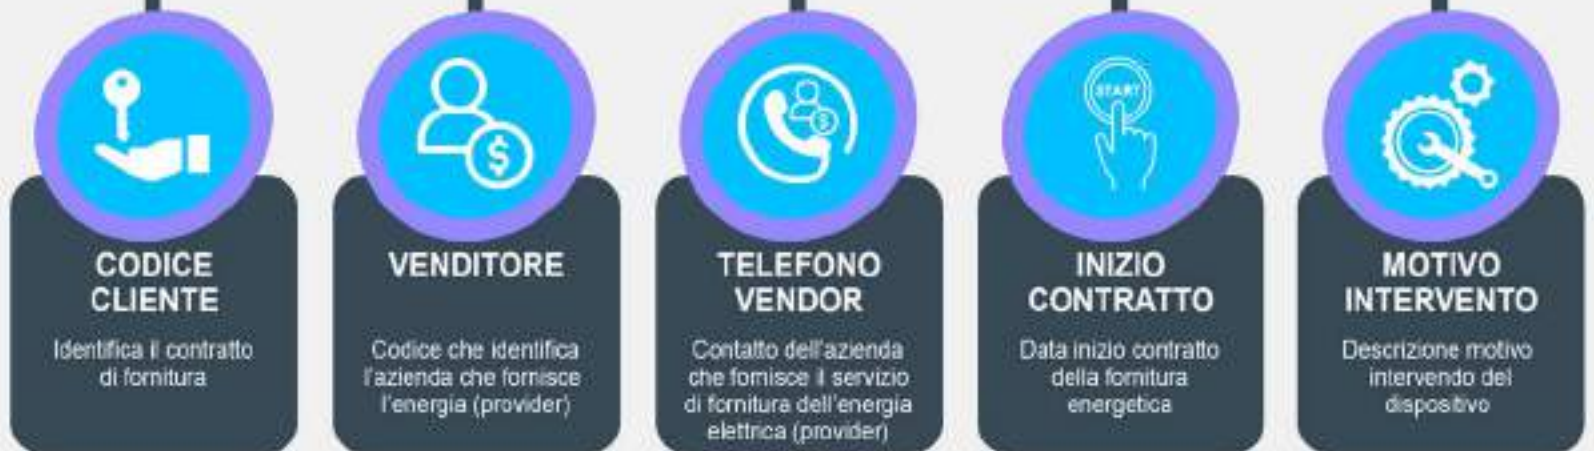 CODICE
CLIENTE
Identifica il contratto
di fornitura
VENDITORE
Codice che identifica
l'azienda che fornisce
l'energia (provider)
TELEFONO
VENDOR
Contatto dell'azienda
che fornisce il servizio
di fornitura dell'energia
elettrica (provider)
START
INIZIO
CONTRATTO
Data inizio contratto
della fornitura
energetica
MOTIVO
INTERVENTO
Descrizione motivo
intervendo del
dispositivo